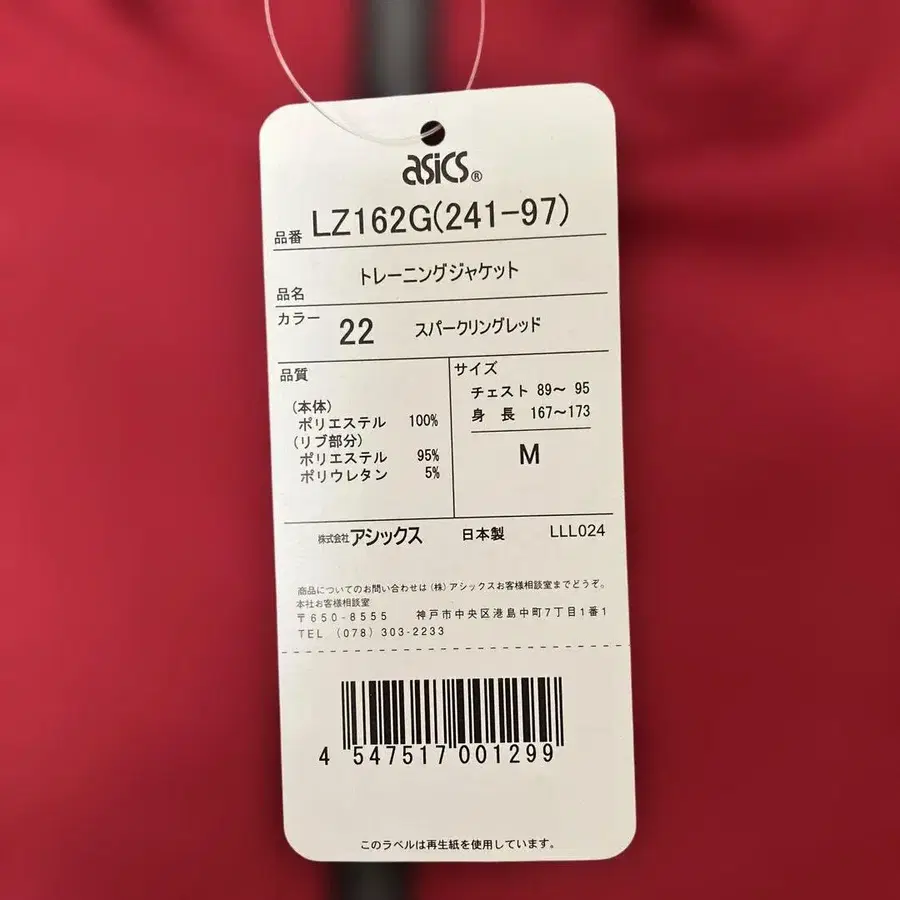 asics®
品番 LZ162G(241-97)
品名 トレーニングジャケット
カラー 22 スパークリングレッド
品質
(本体)
ポリエステル 100%
(リブ部分)
ポリエステル 95%
ポリウレタン 5%
サイズ
チェスト 89〜 95
身 長 167〜173
M
株式会社アシックス 日本製 LLL024
商品についてのお問い合わせは(株)アシックスお客様相談室までどうぞ。
本社お客様相談室
〒650-8555 神戸市中央区港島中町7丁目1番1
TEL (078) 303-2233
4 547517 001299
このラベルは再生紙を使用しています。